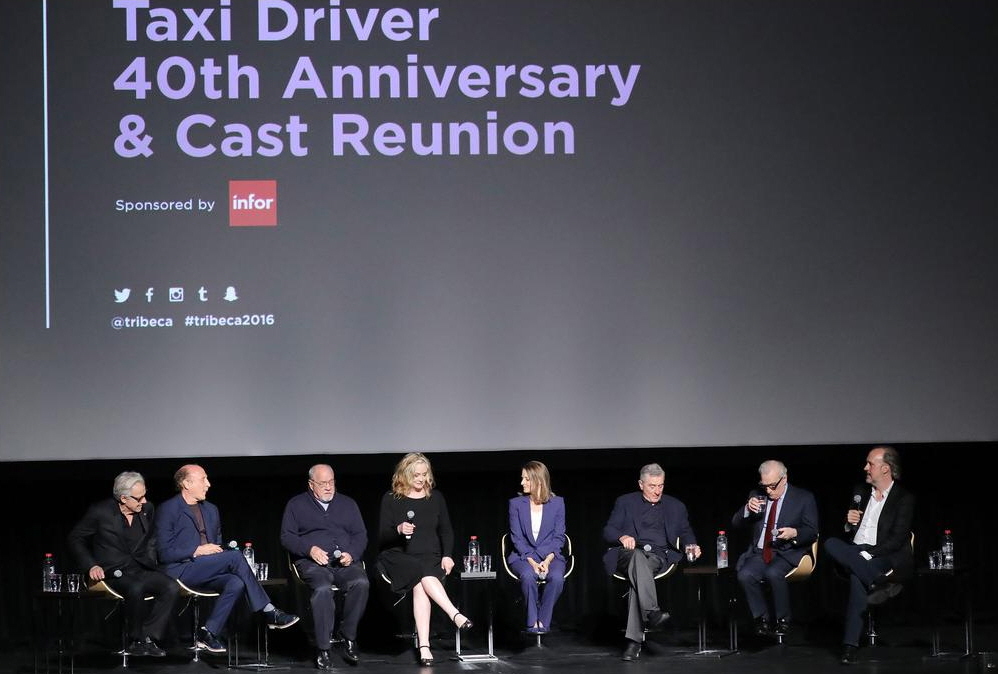 Taxi Driver
40th Anniversary
& Cast Reunion
Sponsored by infor
@tribeca #tribeca2016